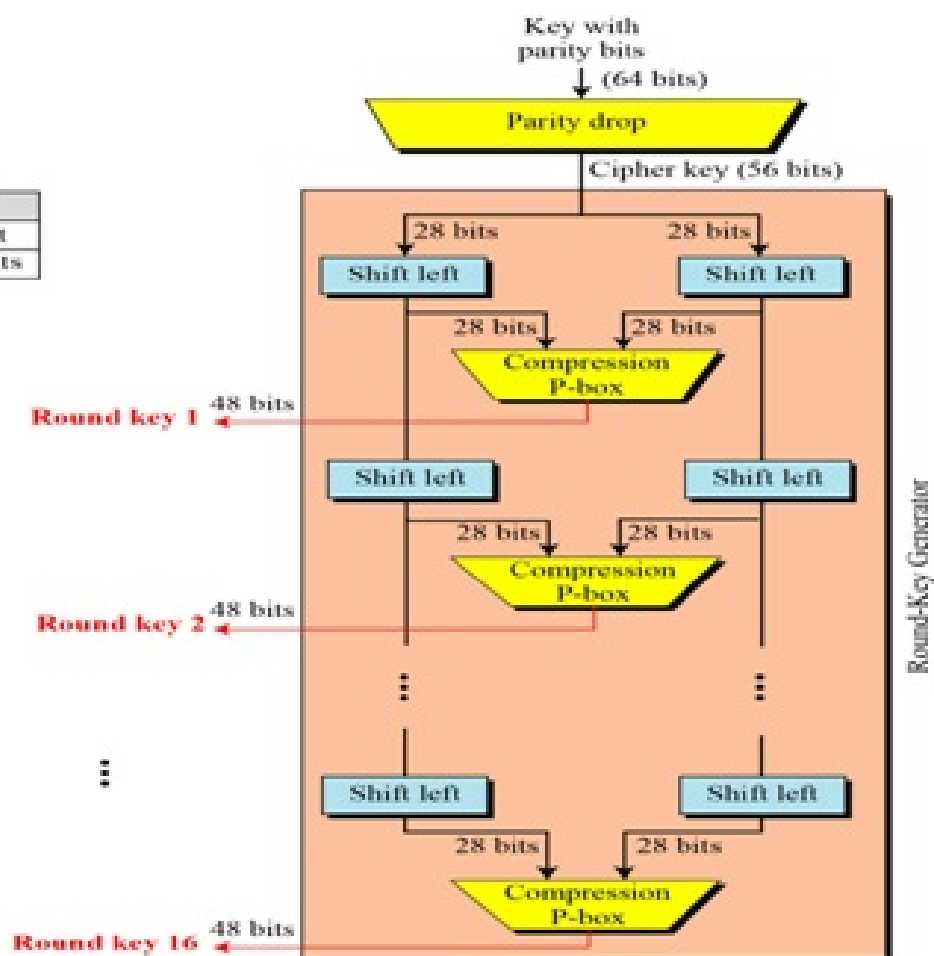 Key with
parity bits
(64 bits)
Parity drop
Cipher key (56 bits)
t
ts
28 bits
28 bits
Shift left
Shift left
28 bits
28 bits
Compression
P-box
48 bits
Round key 1
Shift left
Shift left
28 bits
28 bits
Compression
P-box
48 bits
Round key 2
Round-Key Generator
⋮
⋮
⋮
Shift left
Shift left
28 bits
28 bits
Compression
P-box
48 bits
Round key 16